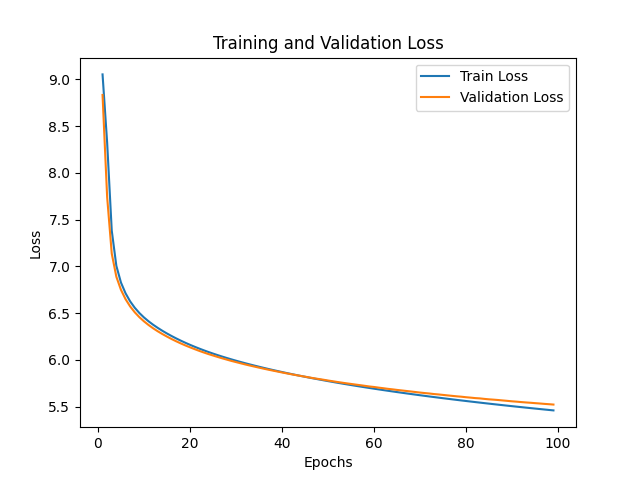 Training and Validation Loss
Train Loss
Validation Loss
Loss
9.0
8.5
8.0
7.5
7.0
6.5
6.0
5.5
0 20 40 60 80 100
Epochs